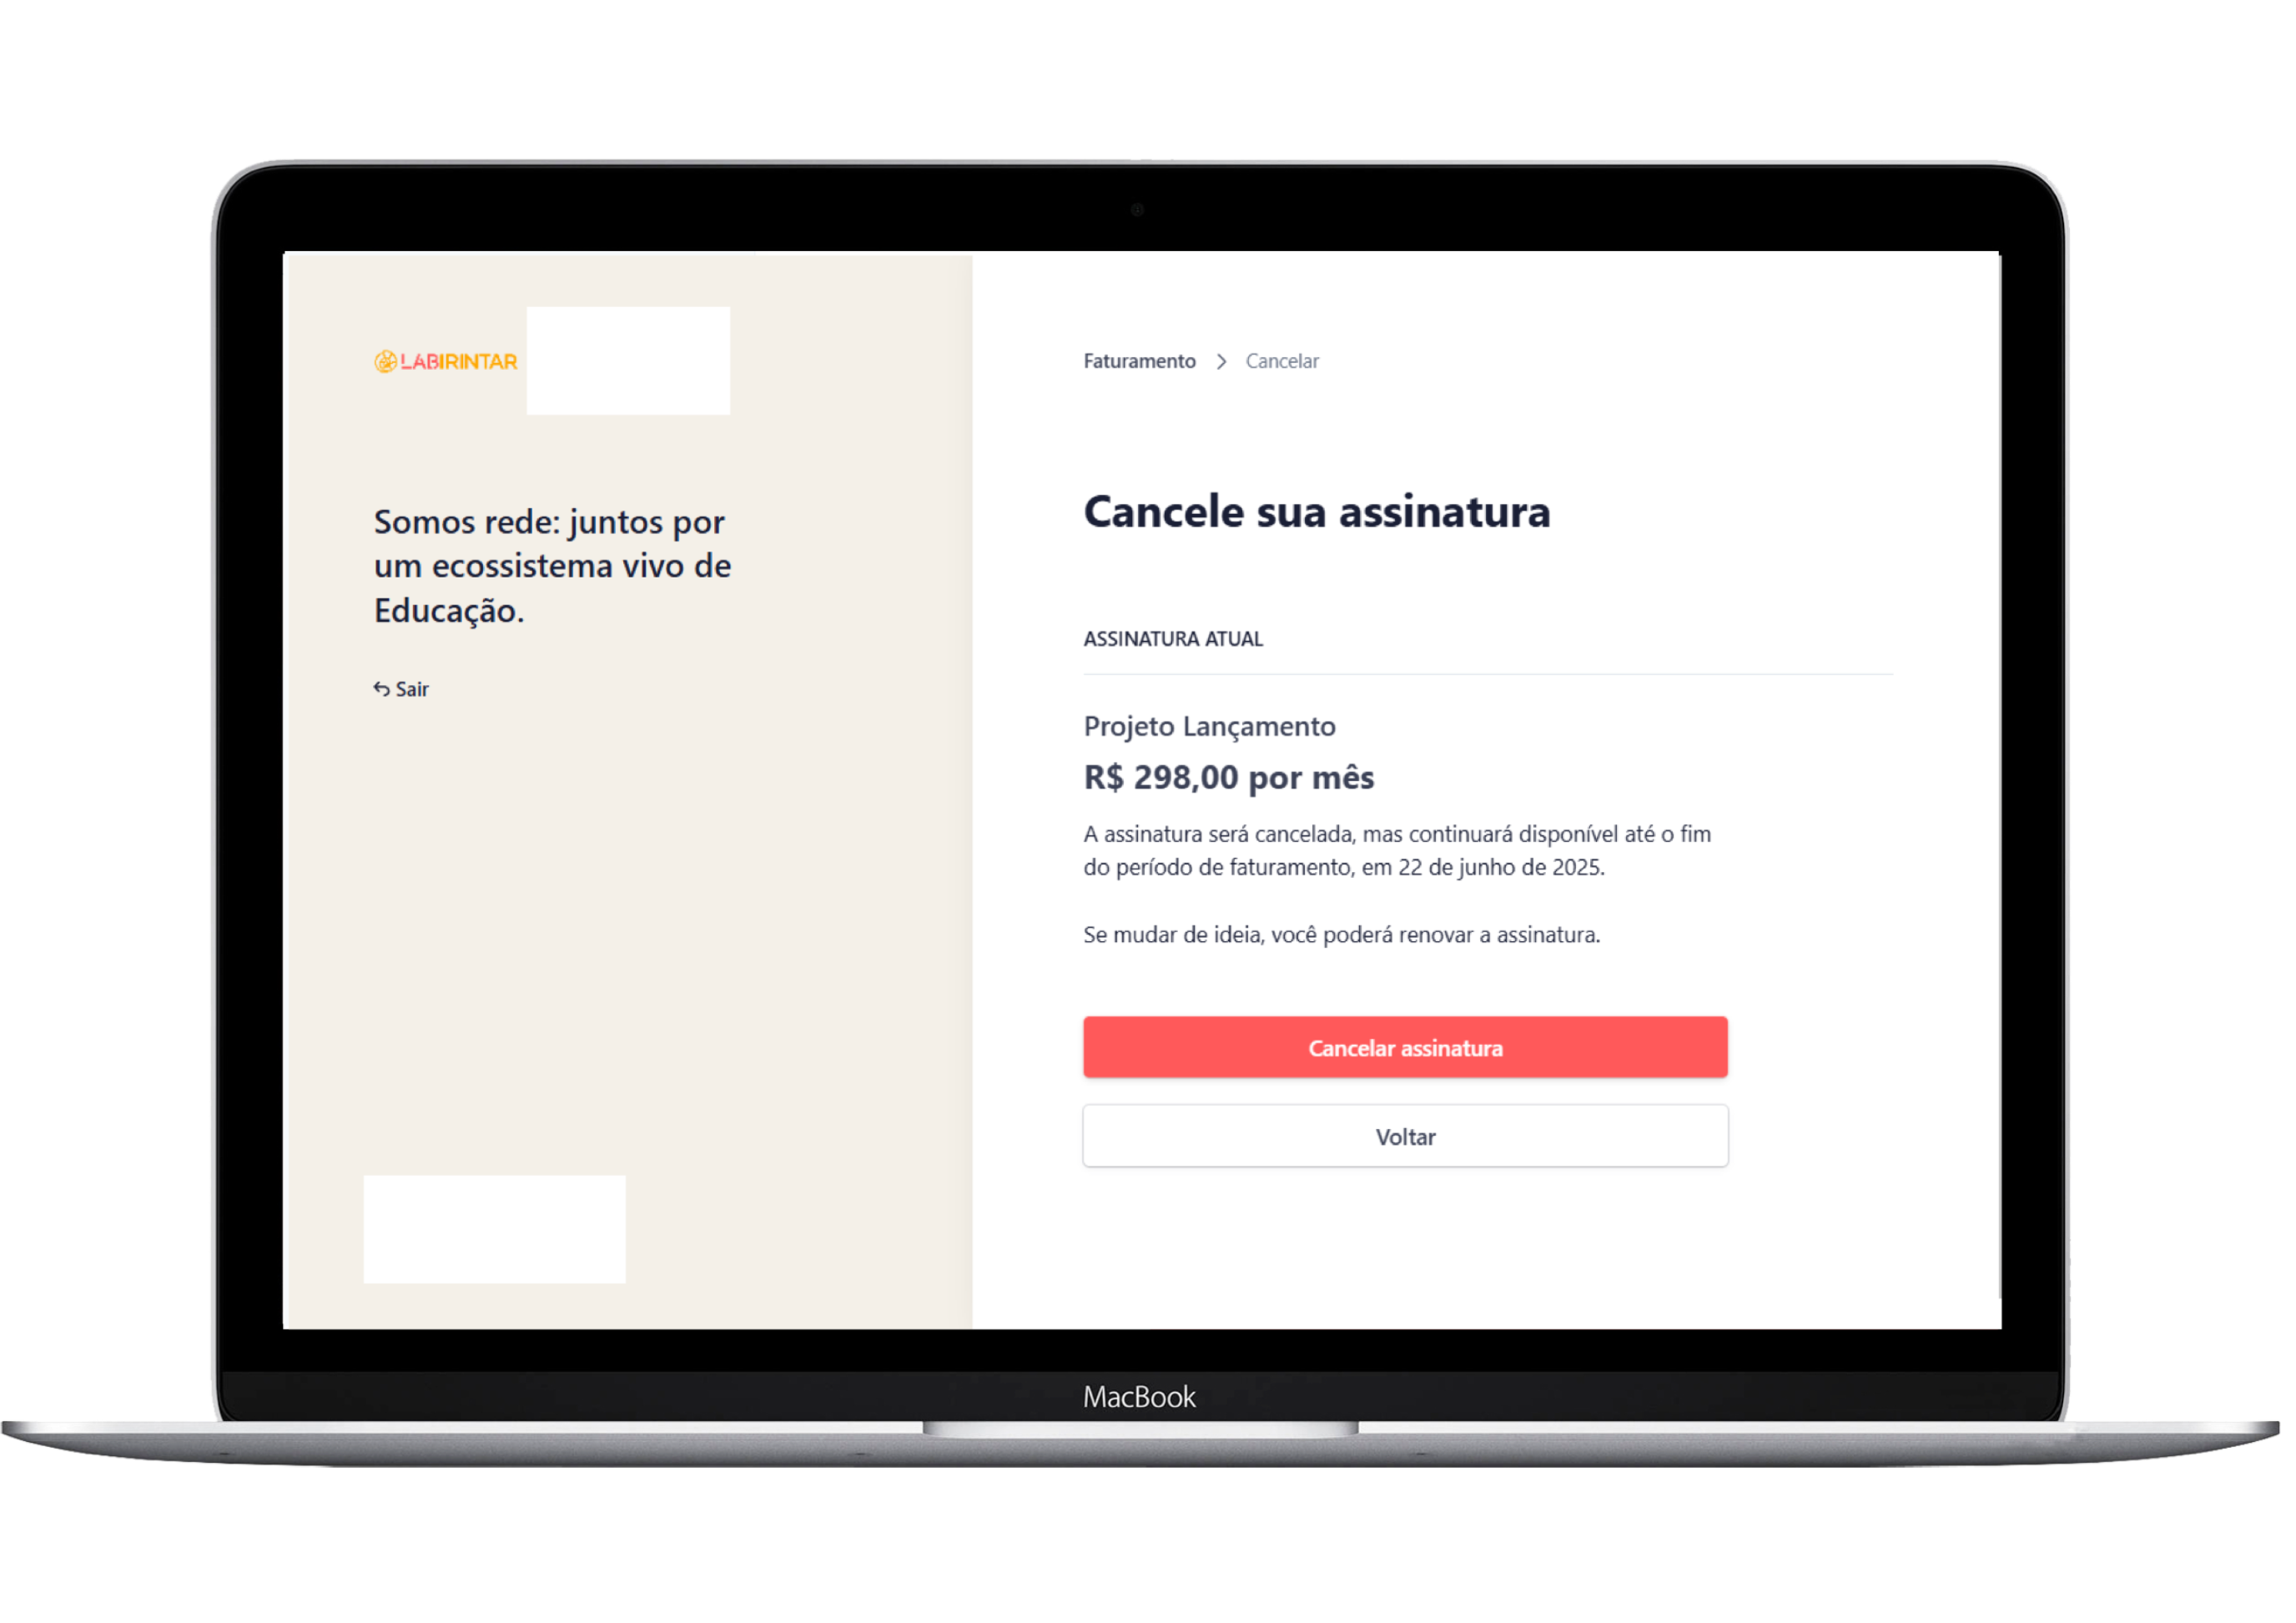 LABIRINTAR
Somos rede: juntos por
um ecossistema vivo de
Educação.
Sair
Faturamento > Cancelar
Cancele sua assinatura
ASSINATURA ATUAL
Projeto Lançamento
R$ 298,00 por mês
A assinatura será cancelada, mas continuará disponível até o fim
do período de faturamento, em 22 de junho de 2025.
Se mudar de ideia, você poderá renovar a assinatura.
Cancelar assinatura
Voltar
MacBook